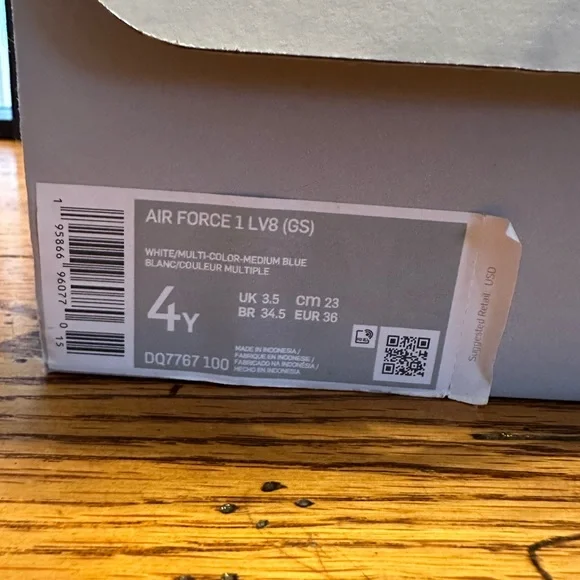 AIR FORCE 1 LV8 (GS)
WHITE/MULTI-COLOR-MEDIUM BLUE
BLANC/COULEUR MULTIPLE
4Y
UK 3.5 cm 23
BR 34.5 EUR 36
DQ7767 100
MADE IN INDONESIA /
FABRIQUE EN INDONESIE /
FABRICADO NA INDONÉSIA /
HECHO EN INDONESIA
1 95866 96077 0 15
Suggested Retail USD